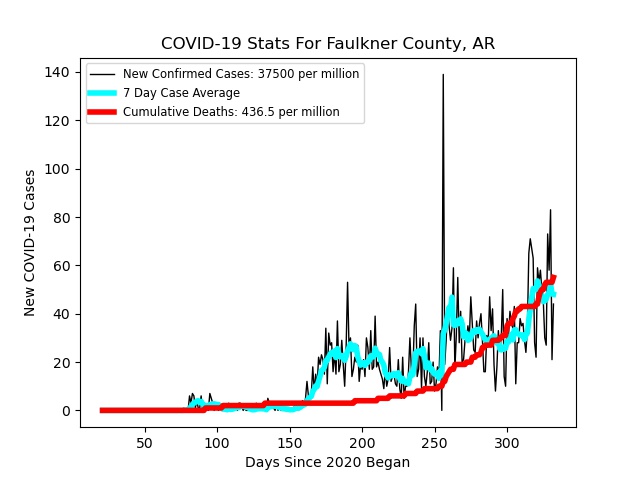 COVID-19 Stats For Faulkner County, AR
New Confirmed Cases: 37500 per million
7 Day Case Average
Cumulative Deaths: 436.5 per million
New COVID-19 Cases
140
120
100
80
60
40
20
0
50 100 150 200 250 300
Days Since 2020 Began